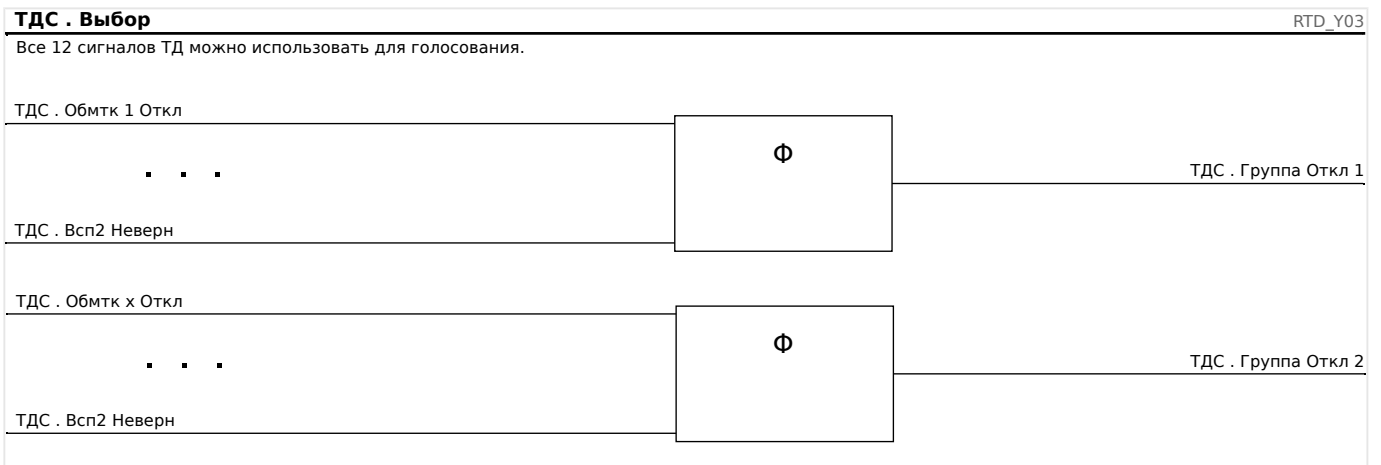 ТДС . Выбор
RTD_Y03
Все 12 сигналов ТД можно использовать для голосования.
ТДС . Обмтк 1 Откл
Φ
ТДС . Группа Откл 1
. . .
ТДС . Всп2 Неверн
ТДС . Обмтк x Откл
Φ
ТДС . Группа Откл 2
. . .
ТДС . Всп2 Неверн